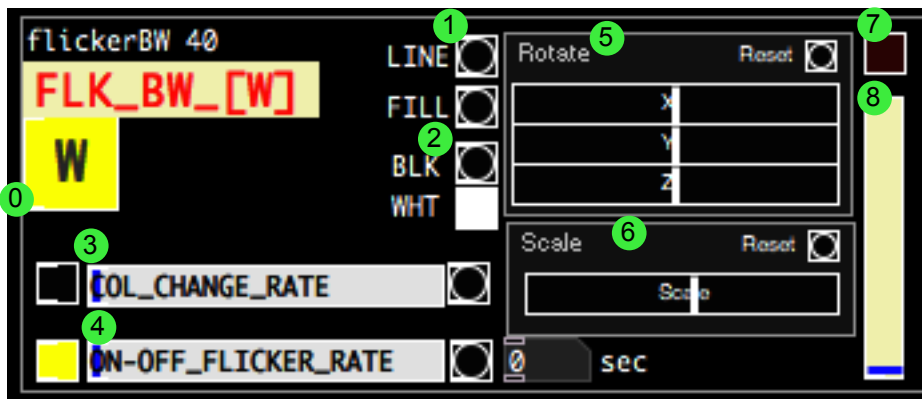 flickerBW 40
FLK_BW_[W]
W
0
1
LINE
FILL
2
BLK
WHT
3
COL_CHANGE_RATE
4
ON-OFF_FLICKER_RATE
0 sec
5
Rotate Reset
X
Y
Z
6
Scale Reset
Scale
7
8